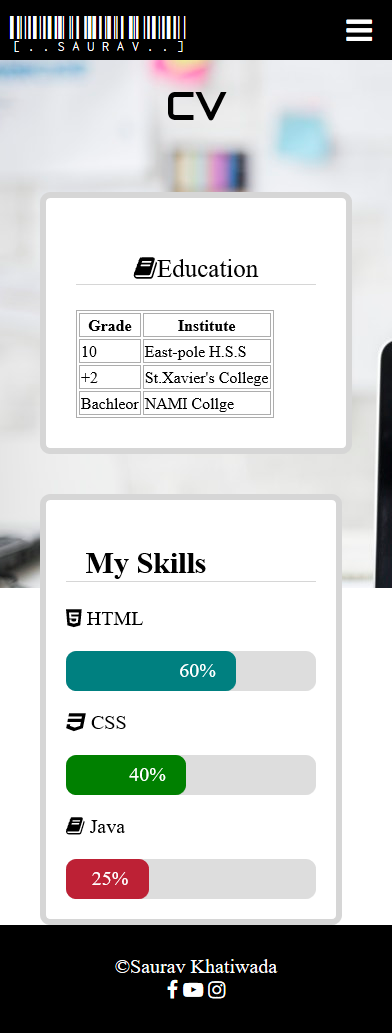 [..SAURAV..]
CV
Education
Grade Institute
10 East-pole H.S.S
+2 St.Xavier's College
Bachleor NAMI Collge
My Skills
HTML
60%
CSS
40%
Java
25%
©Saurav Khatiwada